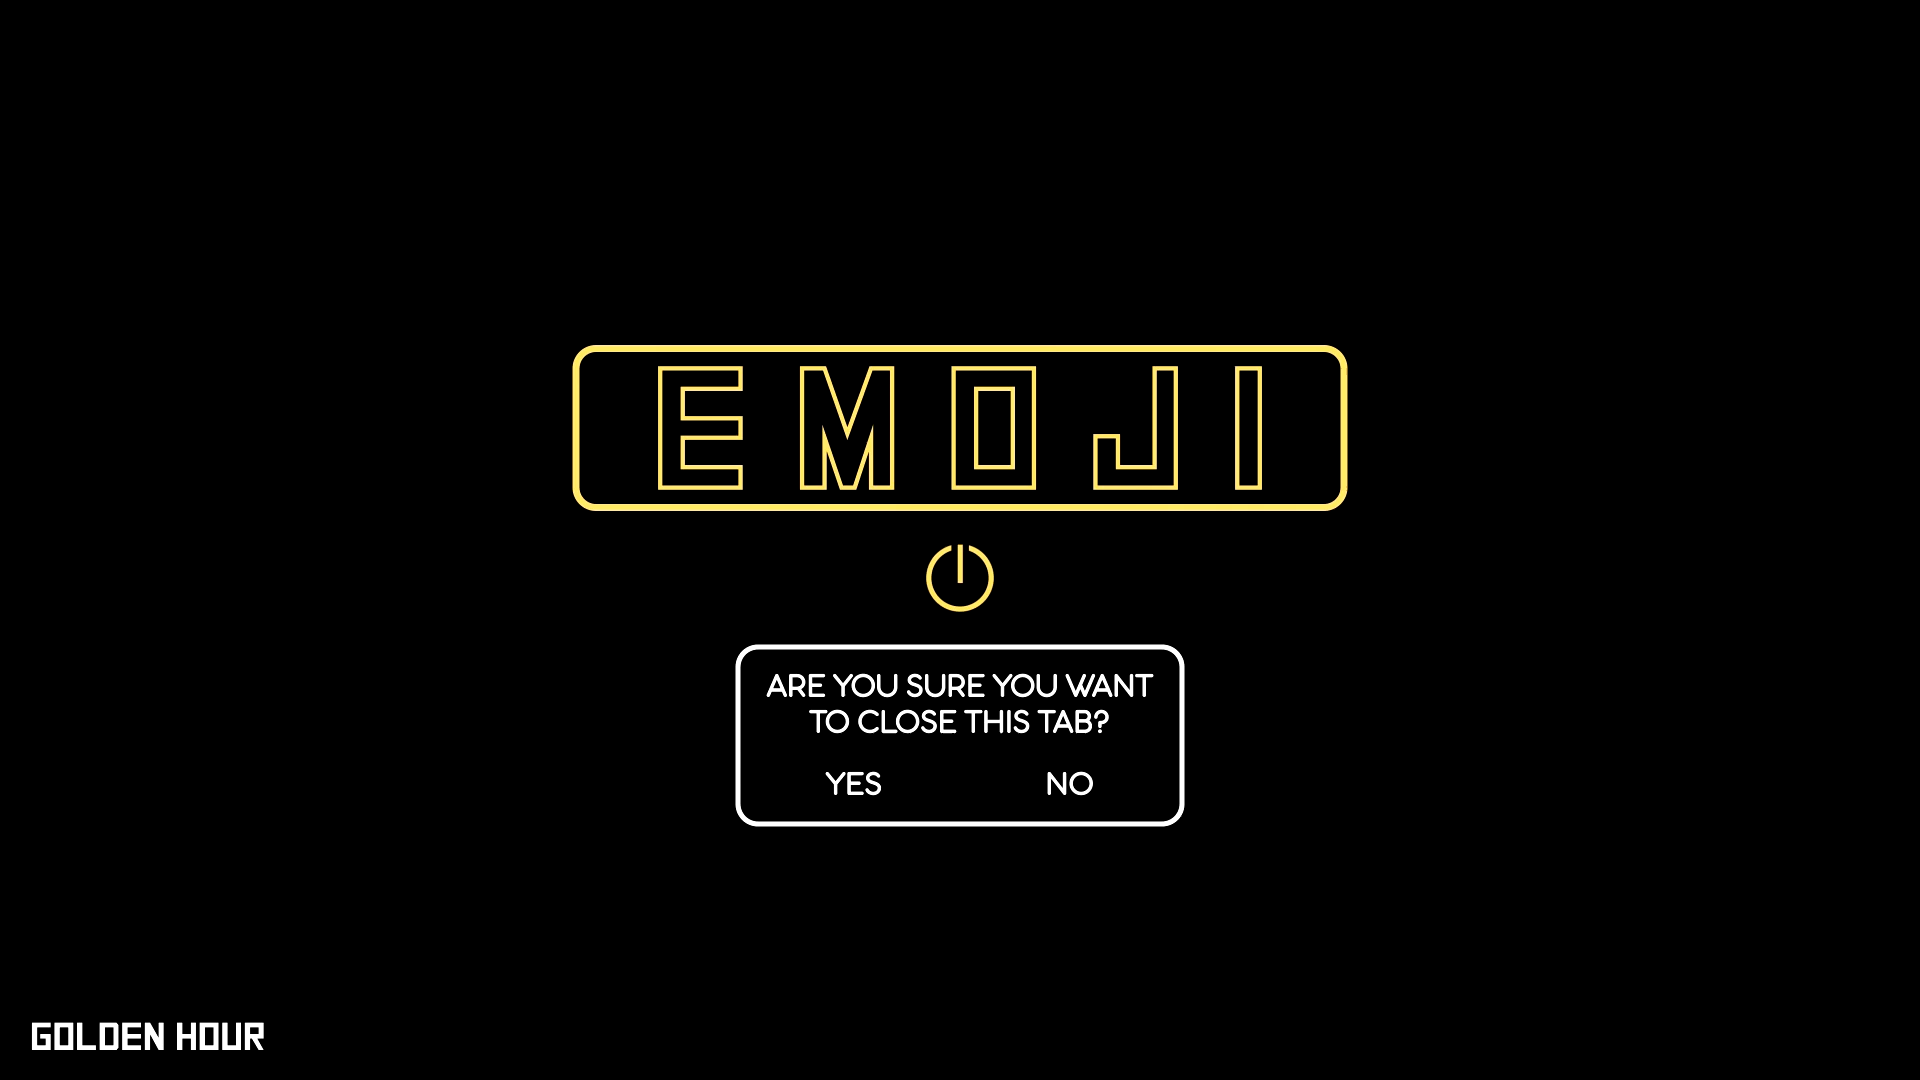 EMOJI
ARE YOU SURE YOU WANT
TO CLOSE THIS TAB?
YES NO
GOLDEN HOUR